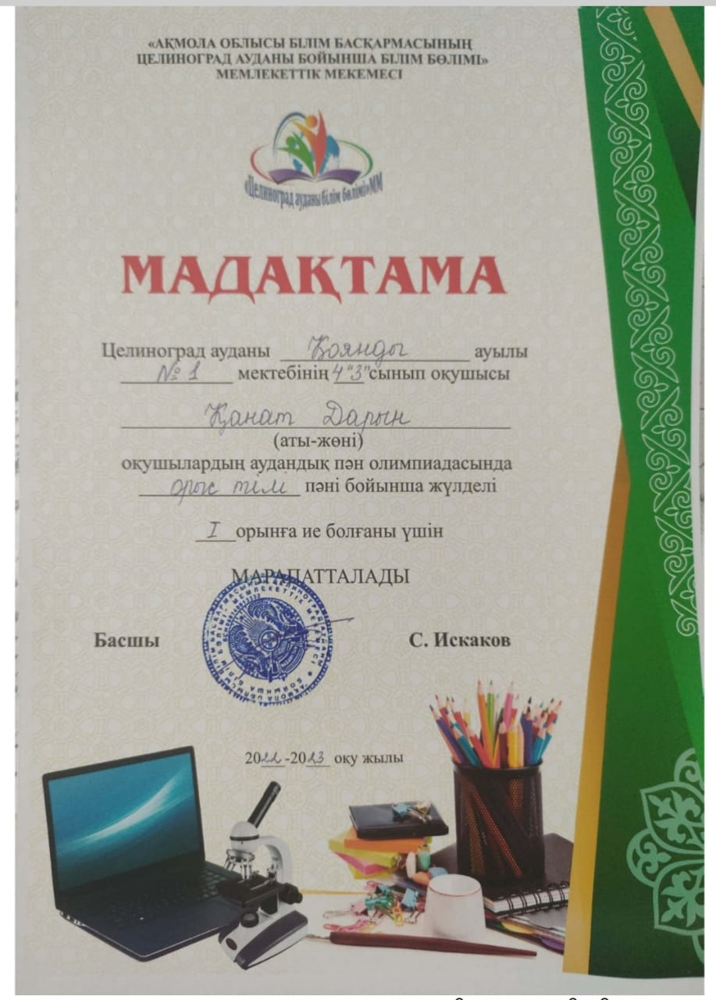 «АҚМОЛА ОБЛЫСЫ БІЛІМ БАСҚАРМАСЫНЫҢ
ЦЕЛИНОГРАД АУДАНЫ БОЙЫНША БІЛІМ БӨЛІМІ»
МЕМЛЕКЕТТІК МЕКЕМЕСІ
«Целиноград ауданы білім бөлімі»ММ
МАДАҚТАМА
Целиноград ауданы Қоянды ауылы
№ 1 мектебінің 4 "З" сынып оқушысы
Қанат Дарын
(аты-жөні)
оқушылардың аудандық пән олимпиадасында
орыс тілі пәні бойынша жүлделі
I орынға ие болғаны үшін
МАРАПАТТАЛАДЫ
Басшы С. Искаков
2022-2023 оқу жылы